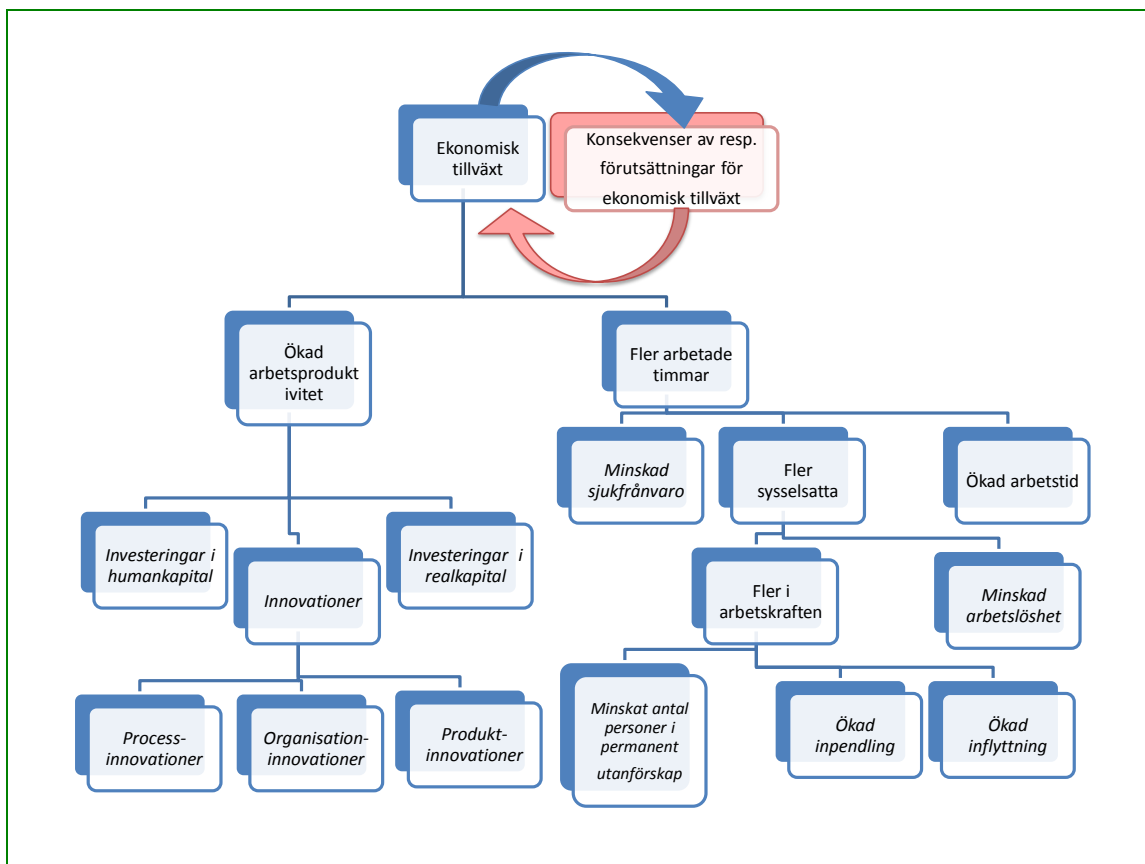 Ekonomisk
tillväxt
Konsekvenser av resp.
förutsättningar för
ekonomisk tillväxt
Ökad
arbetsprodukt
ivitet
Fler arbetade
timmar
Minskad
sjukfrånvaro
Fler
sysselsatta
Ökad arbetstid
Investeringar i
humankapital
Innovationer
Investeringar i
realkapital
Fler i
arbetskraften
Minskad
arbetslöshet
Process-
innovationer
Organisation-
innovationer
Produkt-
innovationer
Minskat antal
personer i
permanent
utanförskap
Ökad
inpendling
Ökad
inflyttning